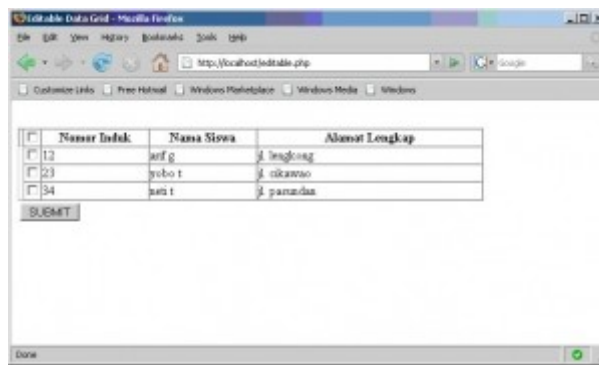 Editable Data Grid - Mozilla Firefox
File Edit View History Bookmarks Tools Help
http://localhost/editable.php Google
Customize Links Free Hotmail Windows Marketplace Windows Media Windows
Nomor Induk Nama Siswa Alamat Lengkap
12 arif g jl. lengkong
23 yobo t jl. cikawao
34 neti t jl.
SUBMIT
Done